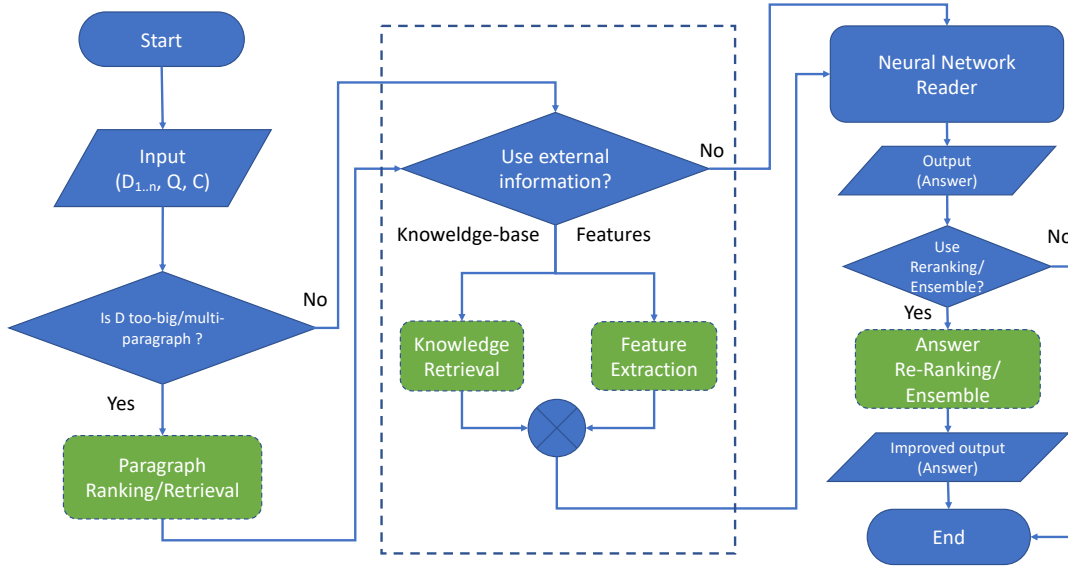 Start
Input
(D1..n, Q, C)
Is D too-big/multi-
paragraph ?
No
Yes
Paragraph
Ranking/Retrieval
Use external
information?
No
Knoweldge-base
Features
Knowledge
Retrieval
Feature
Extraction
Neural Network
Reader
Output
(Answer)
Use
Reranking/
Ensemble?
No
Yes
Answer
Re-Ranking/
Ensemble
Improved output
(Answer)
End